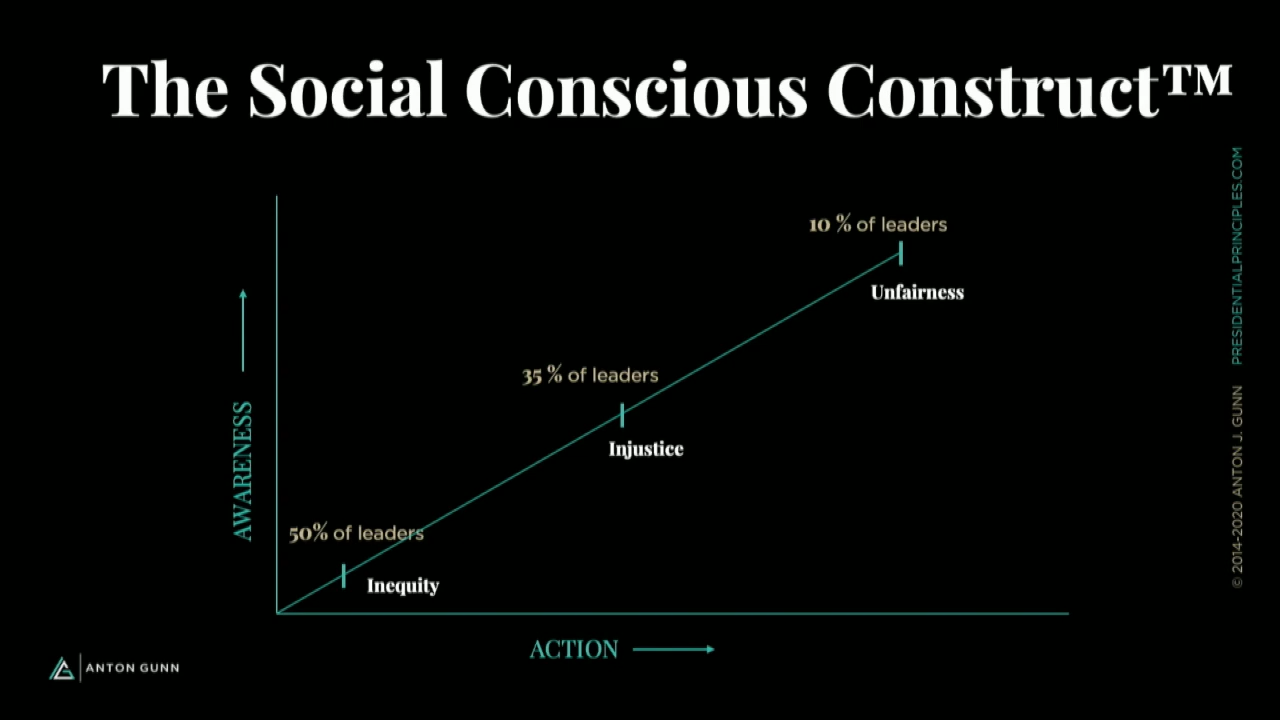 The Social Conscious Construct™
10 % of leaders
Unfairness
35 % of leaders
Injustice
50% of leaders
Inequity
AWARENESS
ACTION
ANTON GUNN
© 2014-2020 ANTON J. GUNN PRESIDENTIALPRINCIPLES.COM